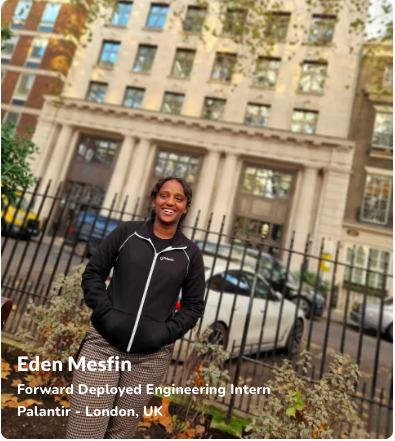 Eden Mesfin
Forward Deployed Engineering Intern
Palantir - London, UK